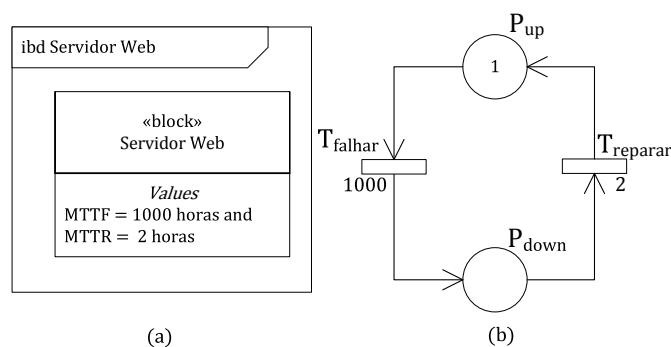 ibd Servidor Web
«block»
Servidor Web
Values
MTTF = 1000 horas and
MTTR = 2 horas
(a)
Pup
1
Tfalhar
1000
Treparar
2
Pdown
(b)